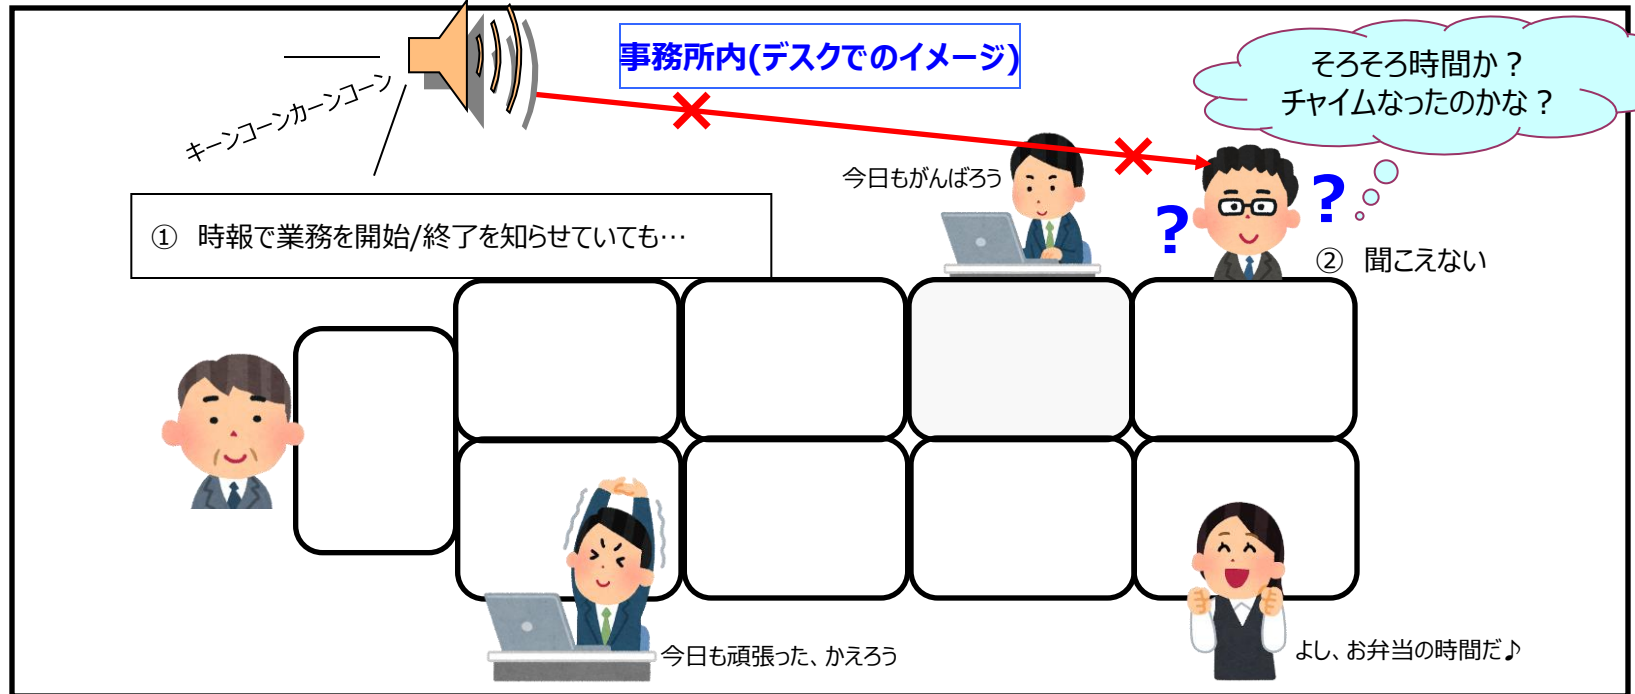 事務所内(デスクでのイメージ)
そろそろ時間か？
チャイムなったのかな？
キーンコーンカーンコーン
今日もがんばろう
？
？
① 時報で業務を開始/終了を知らせていても…
② 聞こえない
今日も頑張った、かえろう
よし、お弁当の時間だ♪